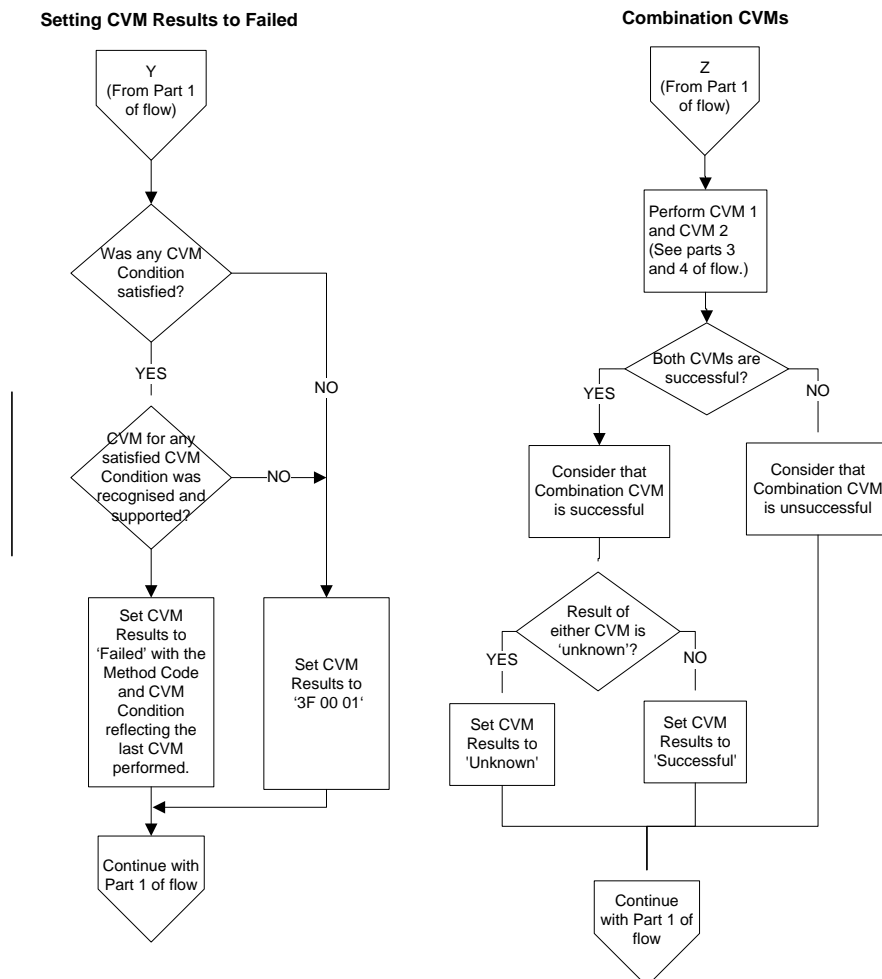 Setting CVM Results to Failed
Y
(From Part 1
of flow)
Was any CVM
Condition
satisfied?
YES
NO
CVM for any
satisfied CVM
Condition was
recognised and
supported?
NO
Set CVM
Results to
‘Failed’ with the
Method Code
and CVM
Condition
reflecting the
last CVM
performed.
Set CVM
Results to
‘3F 00 01‘
Continue with
Part 1 of flow
Combination CVMs
Z
(From Part 1
of flow)
Perform CVM 1
and CVM 2
(See parts 3
and 4 of flow.)
Both CVMs are
successful?
YES
NO
Consider that
Combination CVM
is successful
Consider that
Combination CVM
is unsuccessful
Result of
either CVM is
‘unknown’?
YES
NO
Set CVM
Results to
'Unknown'
Set CVM
Results to
'Successful'
Continue
with Part 1 of
flow